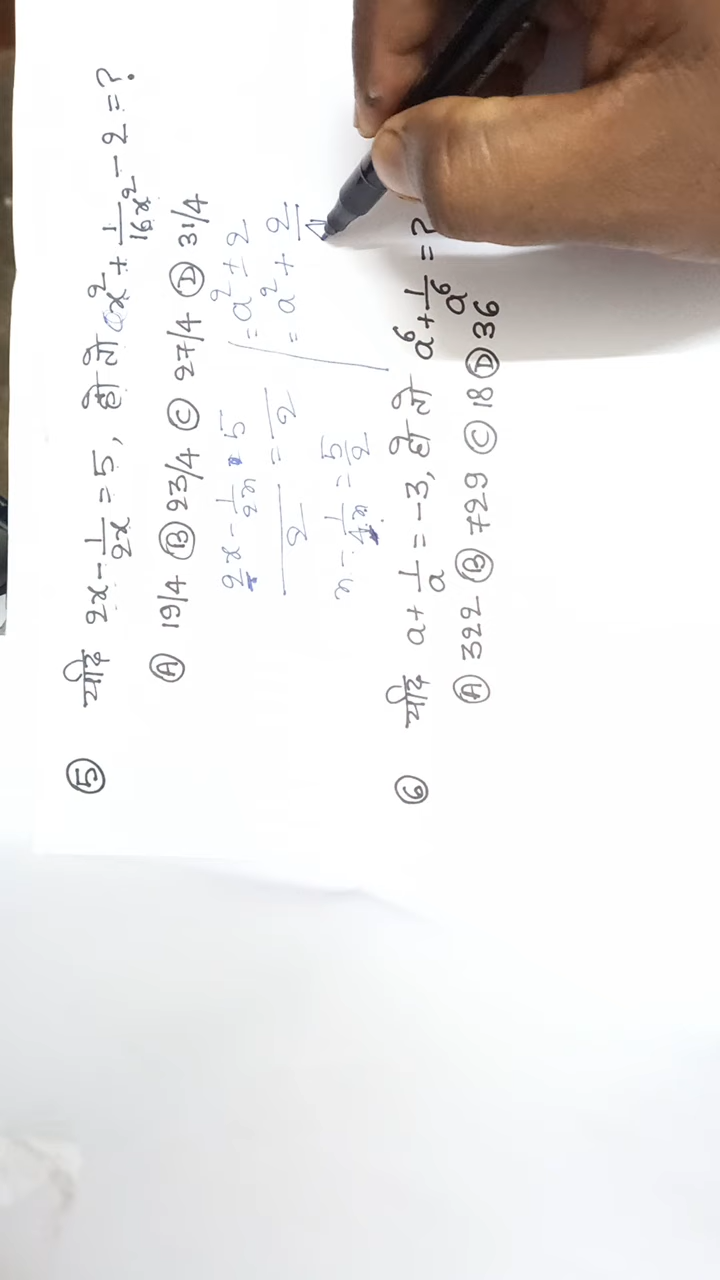 ⑤ यदि 2x - 1/2x = 5, हो तो x² + 1/16x² - 2 = ?
Ⓐ 19/4 Ⓑ 23/4 Ⓒ 27/4 Ⓓ 31/4
2x - 1/2x = 5 = a² ± 2
2 = 2 = a² + 2
x - 1/4x = 5/2
⑥ यदि a + 1/a = -3, हो तो a⁶ + 1/a⁶ = ?
Ⓐ 322 Ⓑ 729 Ⓒ 18 Ⓓ 36